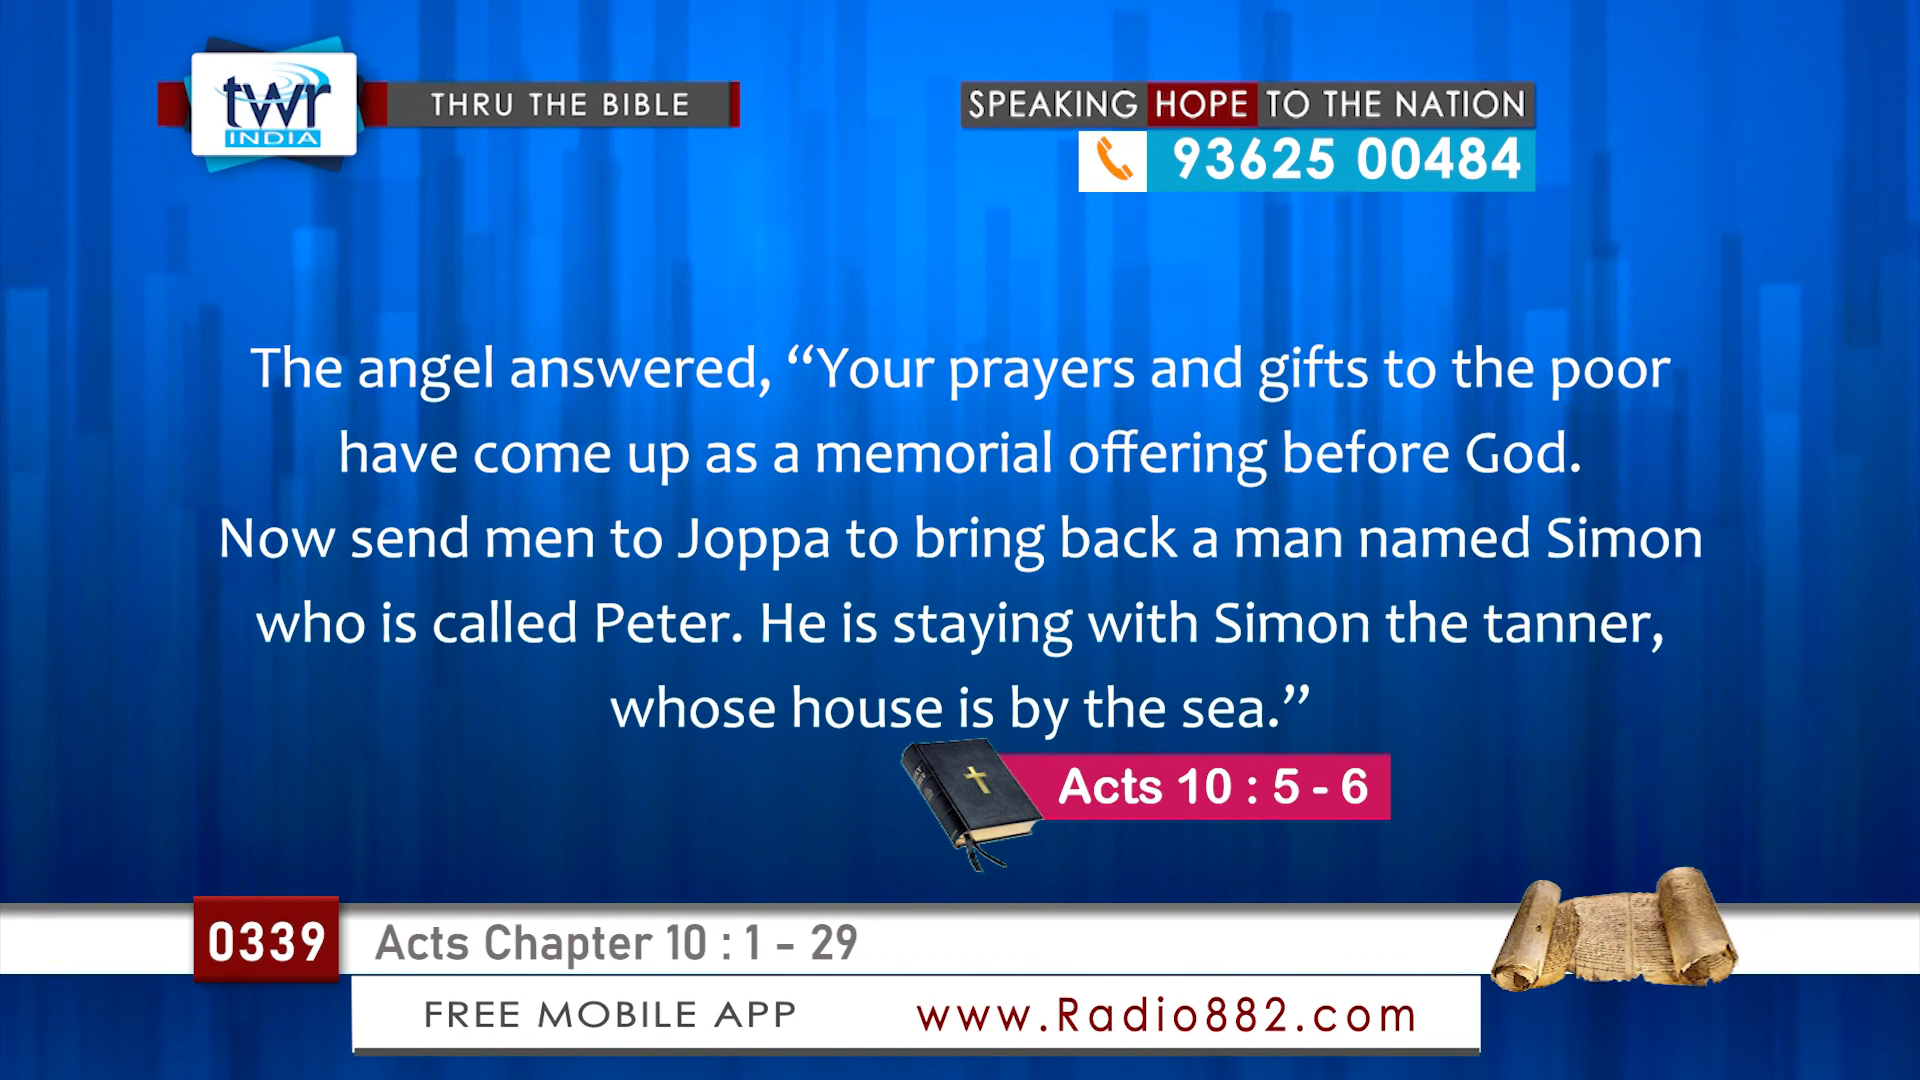 twr
INDIA
THRU THE BIBLE
SPEAKING HOPE TO THE NATION
93625 00484
The angel answered, “Your prayers and gifts to the poor
have come up as a memorial offering before God.
Now send men to Joppa to bring back a man named Simon
who is called Peter. He is staying with Simon the tanner,
whose house is by the sea.”
Acts 10 : 5 - 6
0339
Acts Chapter 10 : 1 - 29
FREE MOBILE APP
www.Radio882.com